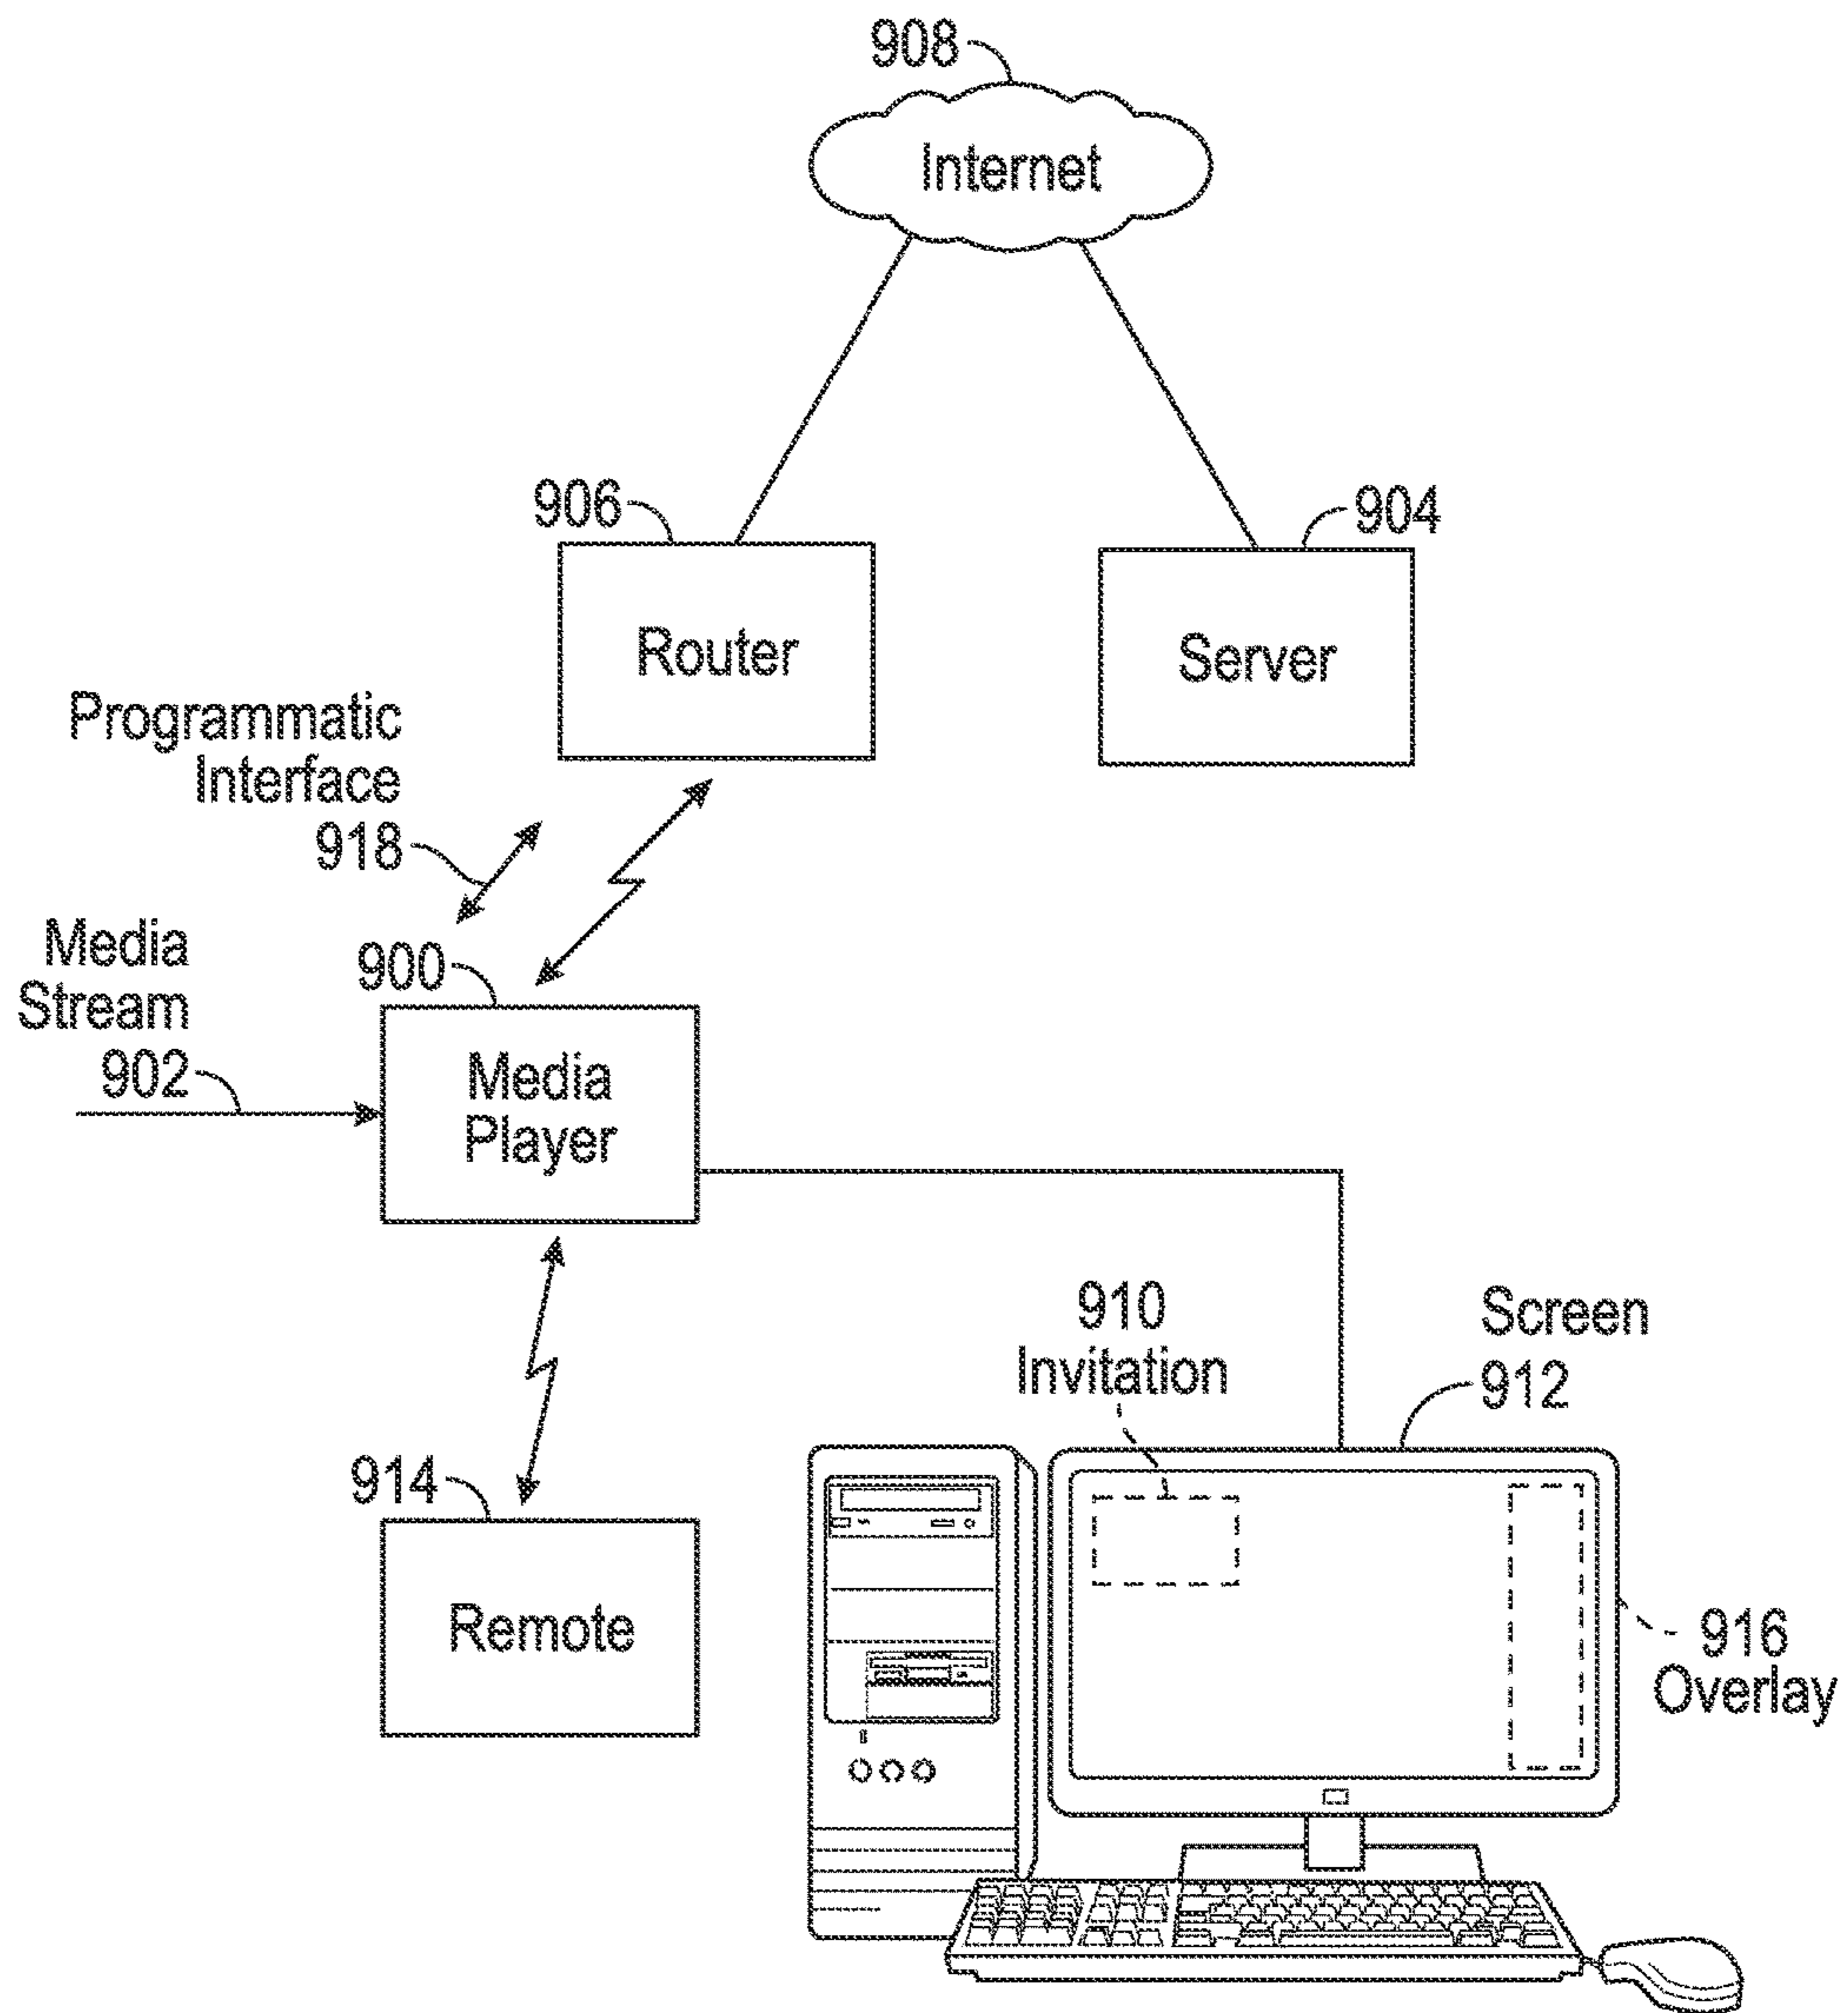 908
Internet
906
904
Router
Server
Programmatic
Interface
918
Media
Stream
902
900
Media
Player
910
Invitation
Screen
912
914
Remote
916
Overlay